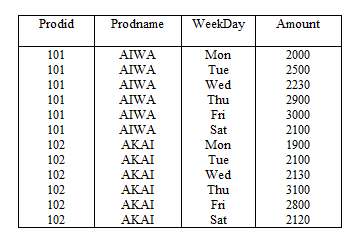 Prodid Prodname WeekDay Amount
101 AIWA Mon 2000
101 AIWA Tue 2500
101 AIWA Wed 2230
101 AIWA Thu 2900
101 AIWA Fri 3000
101 AIWA Sat 2100
102 AKAI Mon 1900
102 AKAI Tue 2100
102 AKAI Wed 2130
102 AKAI Thu 3100
102 AKAI Fri 2800
102 AKAI Sat 2120